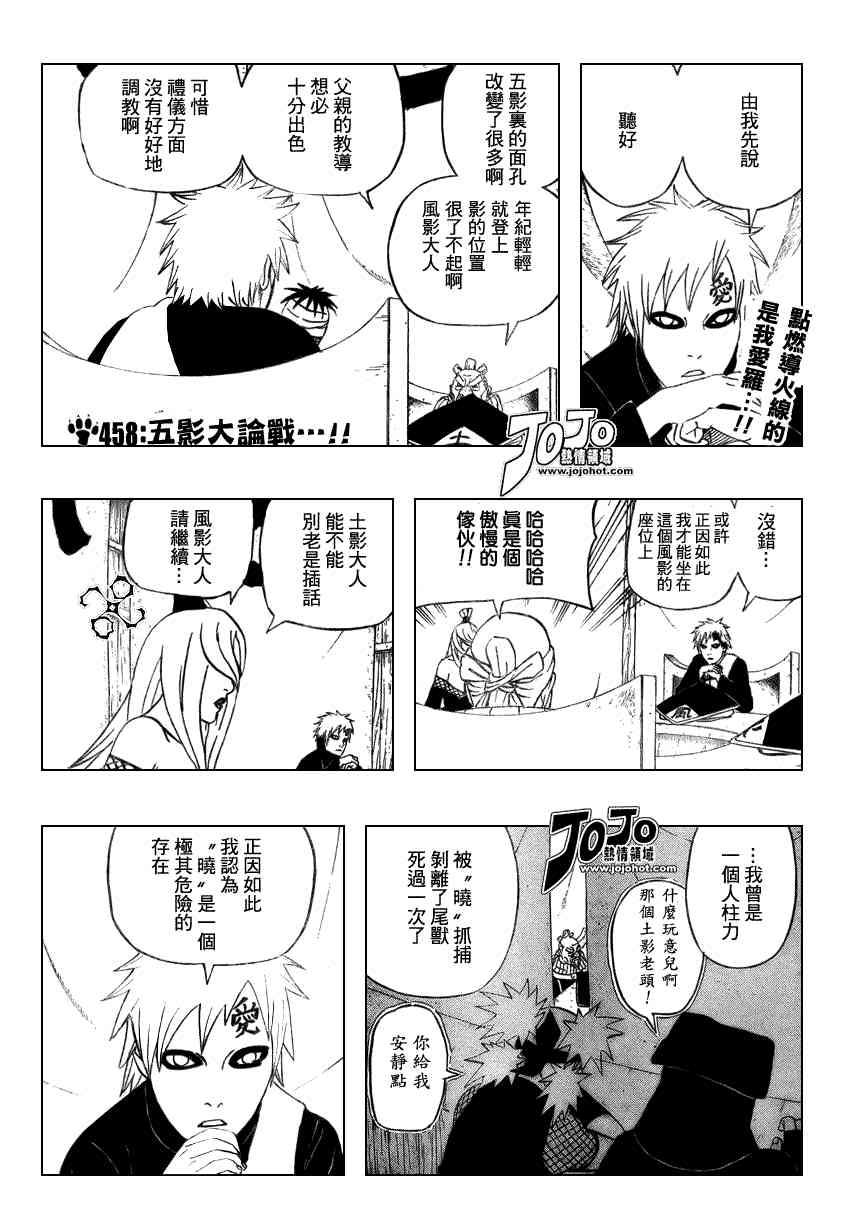 由我先說
聽好
愛
點燃導火線的
是我愛羅…!!
五影裏的面孔
改變了很多啊
年紀輕輕
就登上
影的位置
很了不起啊
風影大人
父親的教導
想必
十分出色
可惜
禮儀方面
沒有好好地
調教啊
458:五影大論戰…!!
JOJO
熱情領域
www.jojohot.com
沒錯…
或許
正因如此
我才能坐在
這個風影的
座位上
哈哈哈哈
真是個
傲慢的
傢伙!!
土影大人
能不能
別老是插話
風影大人
請繼續…
…我曾是
一個人柱力
什麼玩意兒啊
那個土影老頭!
JOJO
熱情領域
www.jojohot.com
被〝曉〞抓捕
剝離了尾獸
死過一次了
你給我
安靜點
正因如此
我認為
〝曉〞是一個
極其危險的
存在
愛